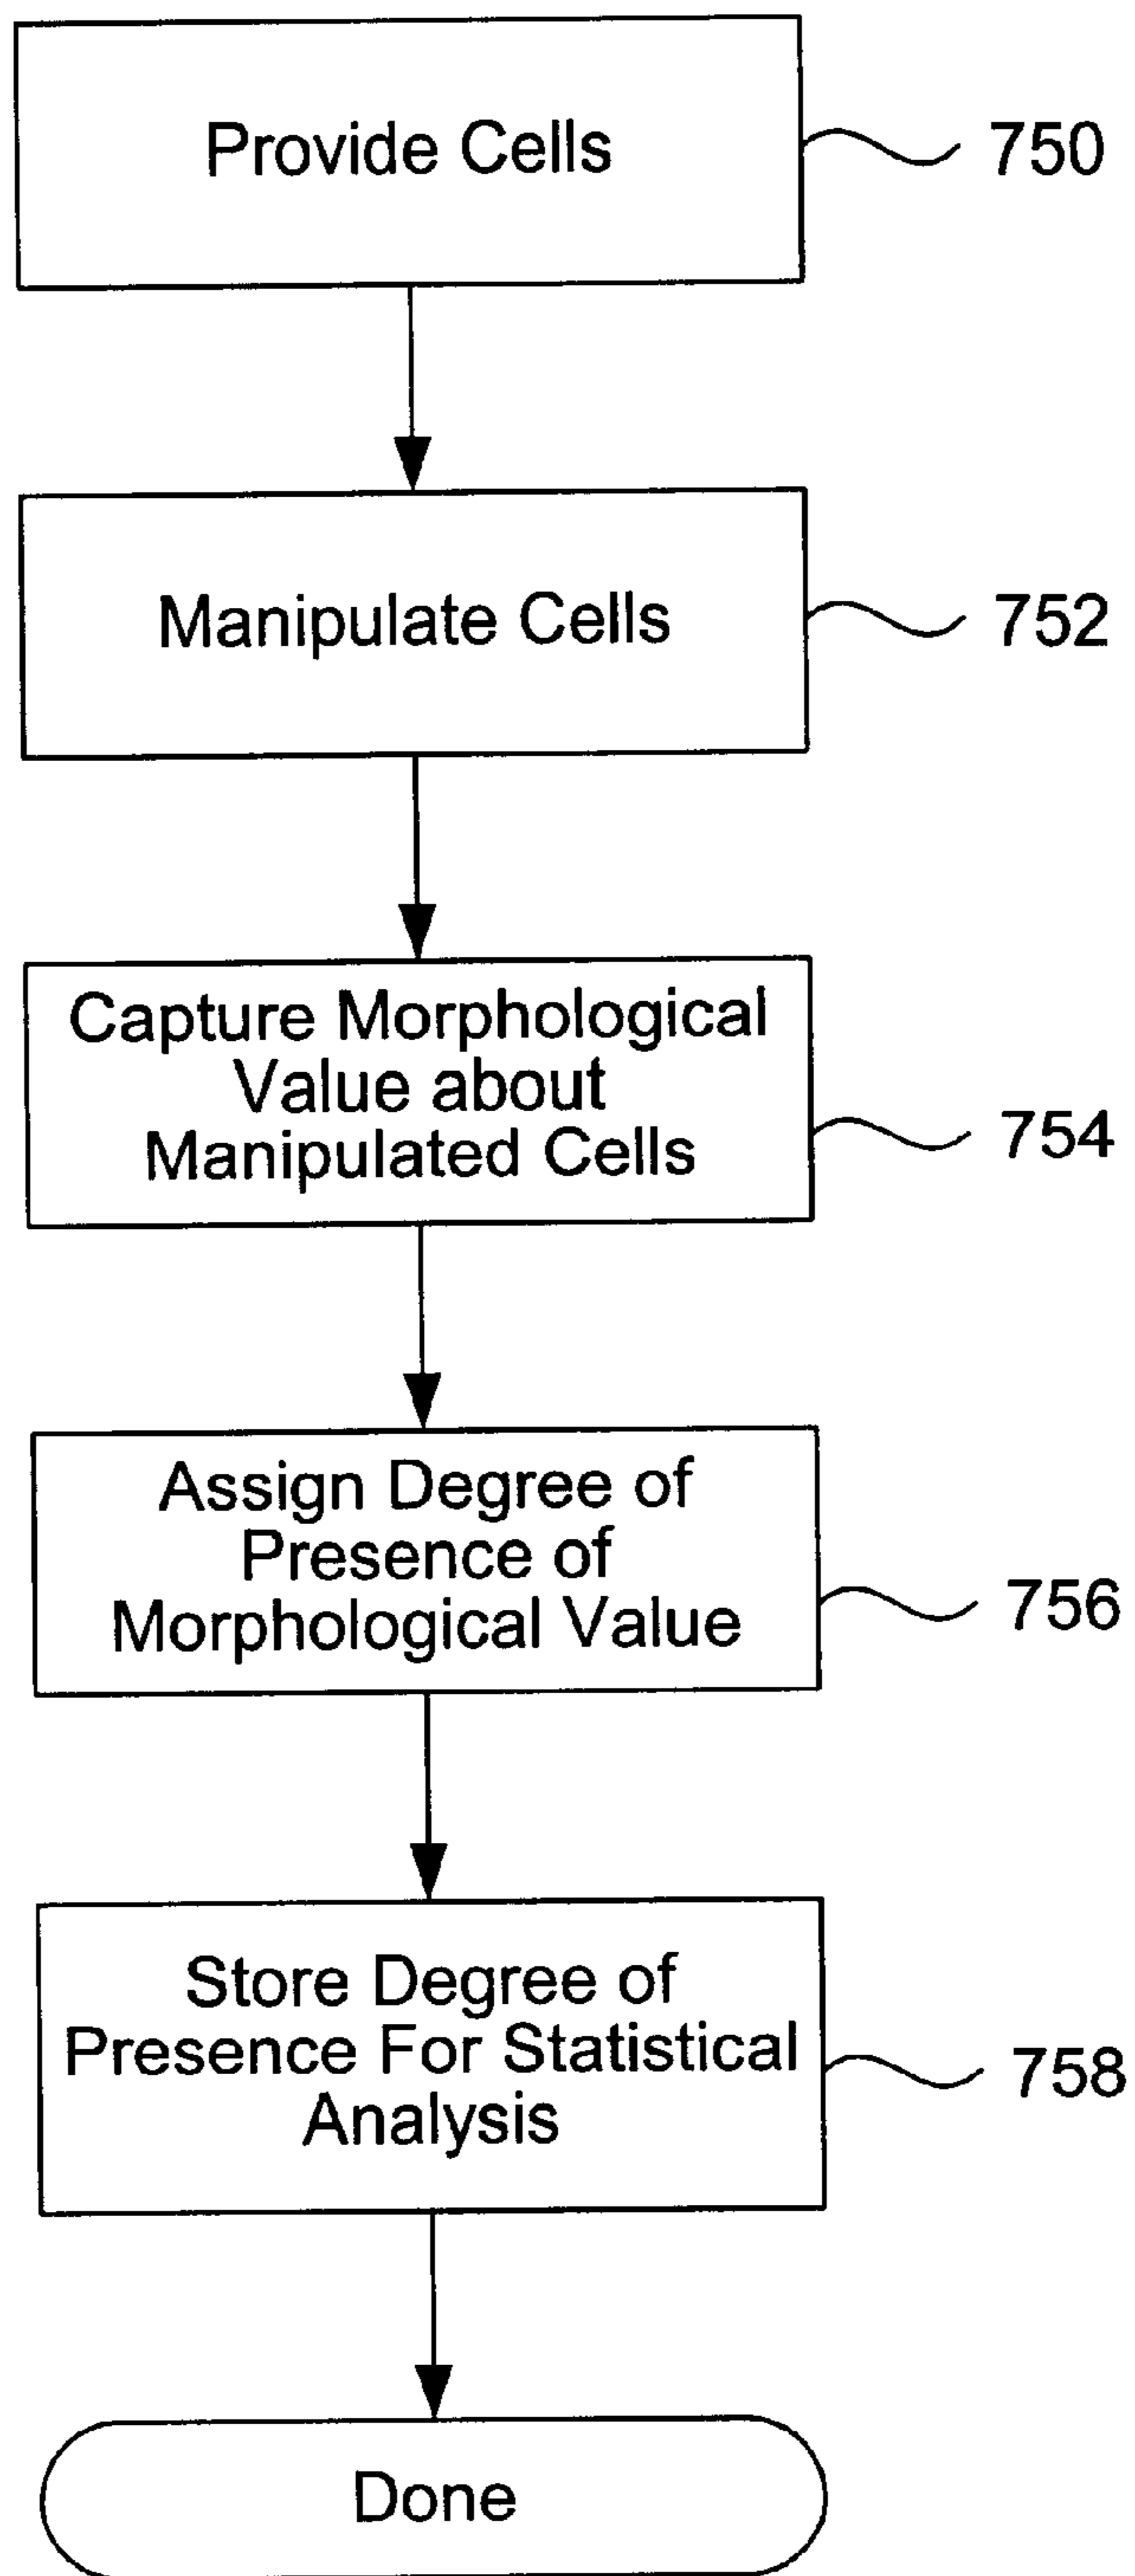 Provide Cells
750
Manipulate Cells
752
Capture Morphological
Value about
Manipulated Cells
754
Assign Degree of
Presence of
Morphological Value
756
Store Degree of
Presence For Statistical
Analysis
758
Done